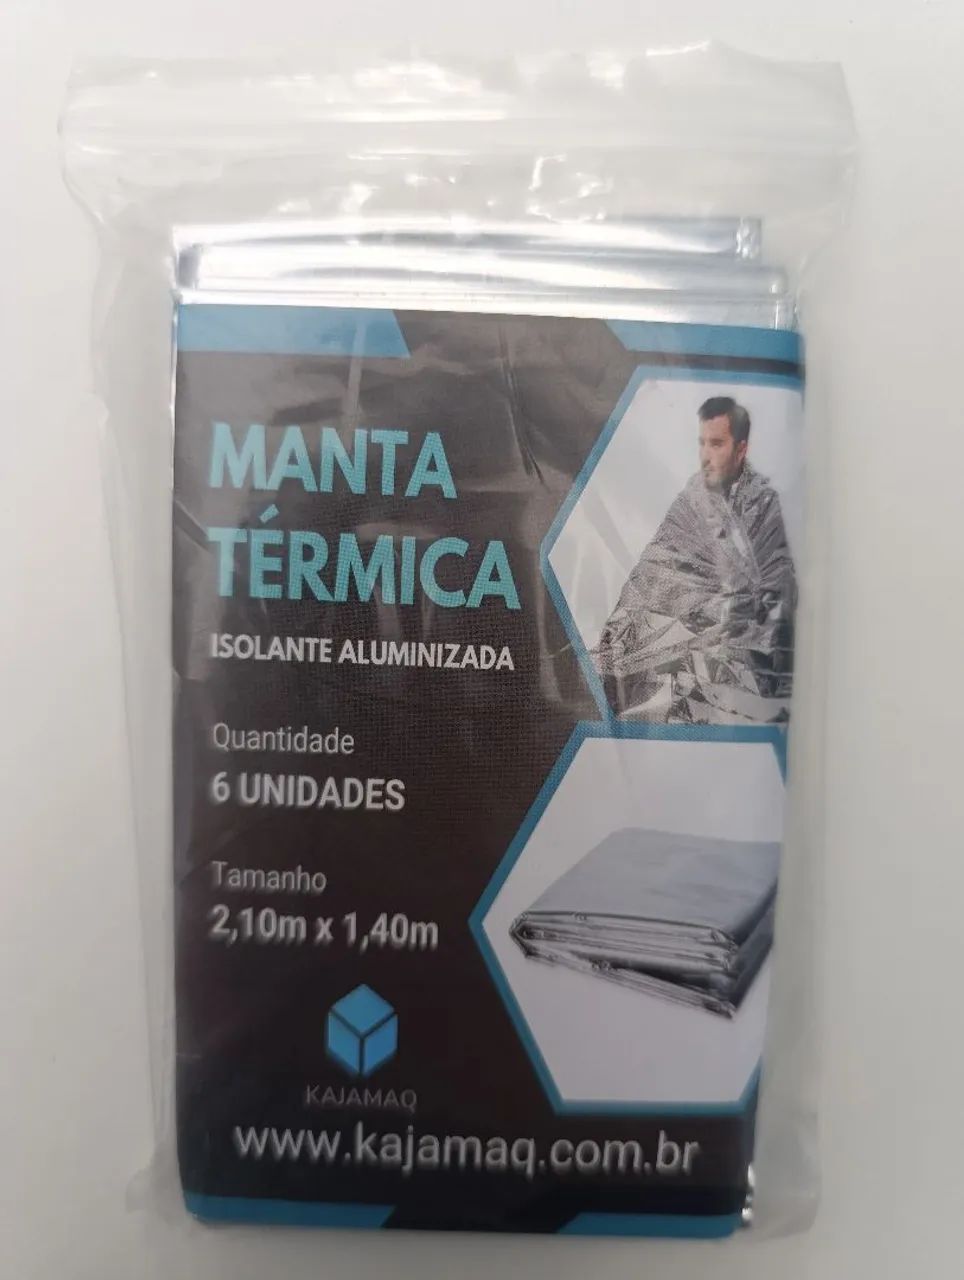 MANTA
TÉRMICA
ISOLANTE ALUMINIZADA
Quantidade
6 UNIDADES
Tamanho
2,10m x 1,40m
KAJAMAQ
www.kajamaq.com.br